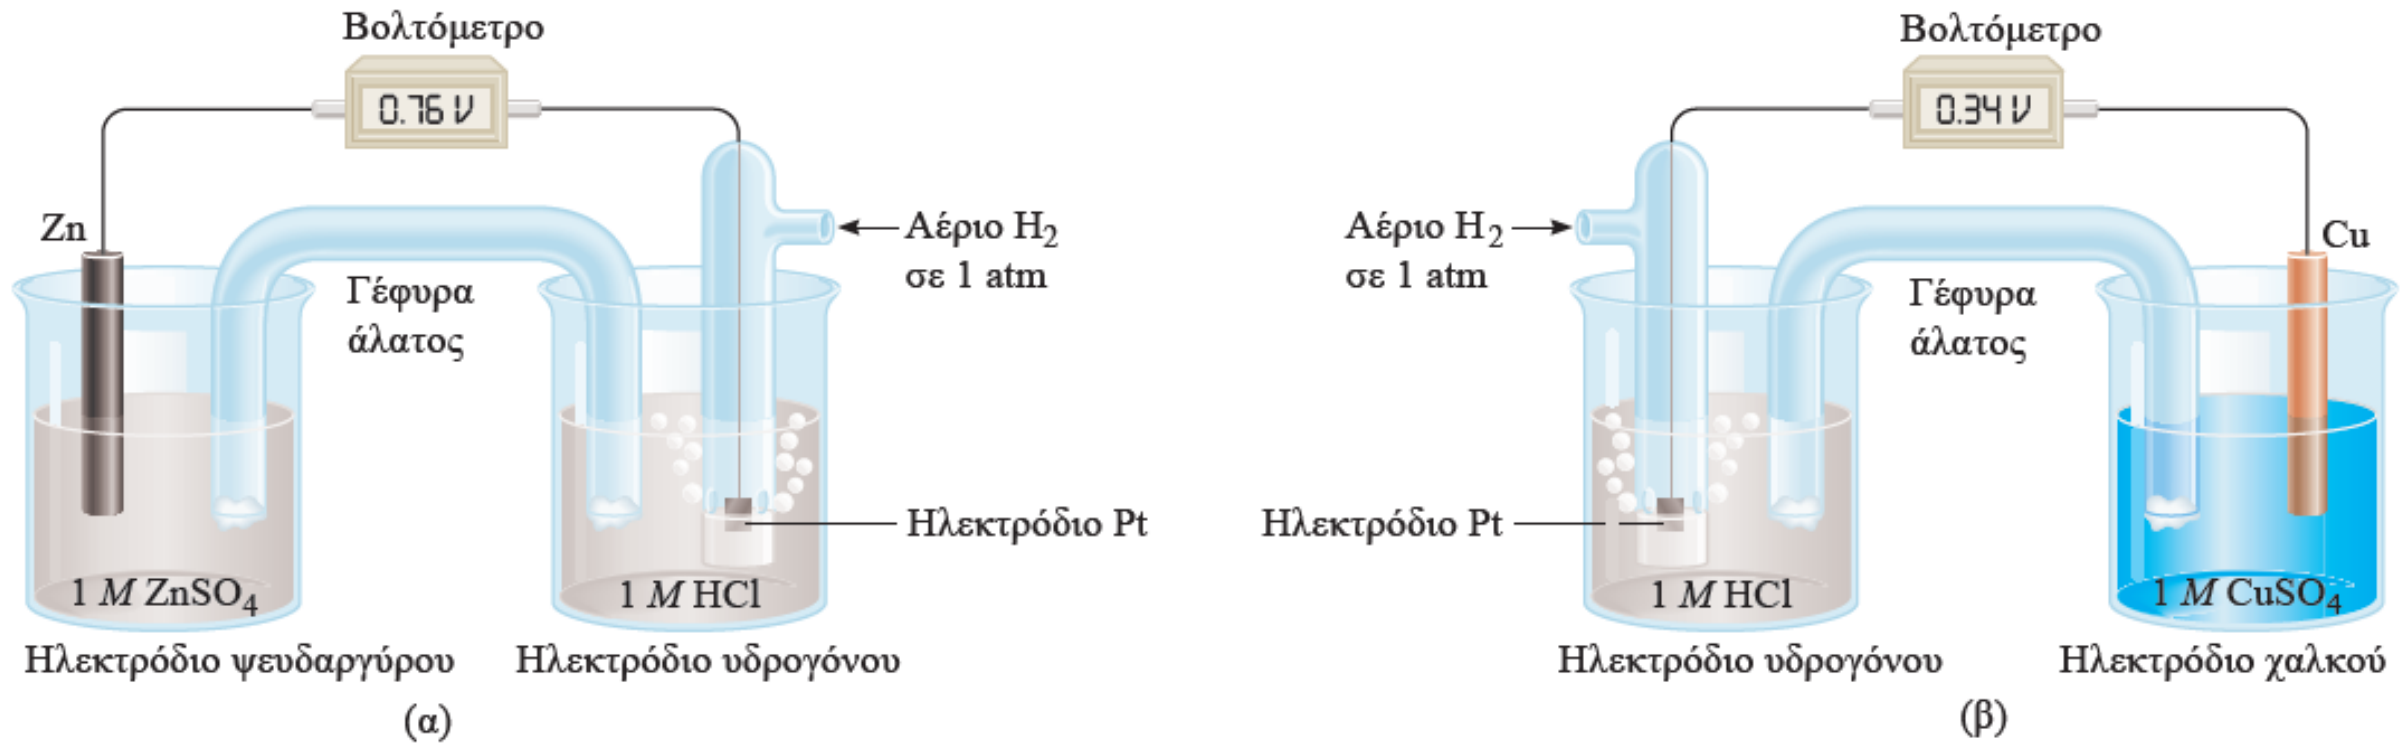 Βολτόμετρο
0.76 V
Zn
Αέριο H2
σε 1 atm
Γέφυρα
άλατος
Ηλεκτρόδιο Pt
1 M ZnSO4
1 M HCl
Ηλεκτρόδιο ψευδαργύρου
Ηλεκτρόδιο υδρογόνου
(α)
Βολτόμετρο
0.34 V
Αέριο H2
σε 1 atm
Cu
Γέφυρα
άλατος
Ηλεκτρόδιο Pt
1 M HCl
1 M CuSO4
Ηλεκτρόδιο υδρογόνου
Ηλεκτρόδιο χαλκού
(β)